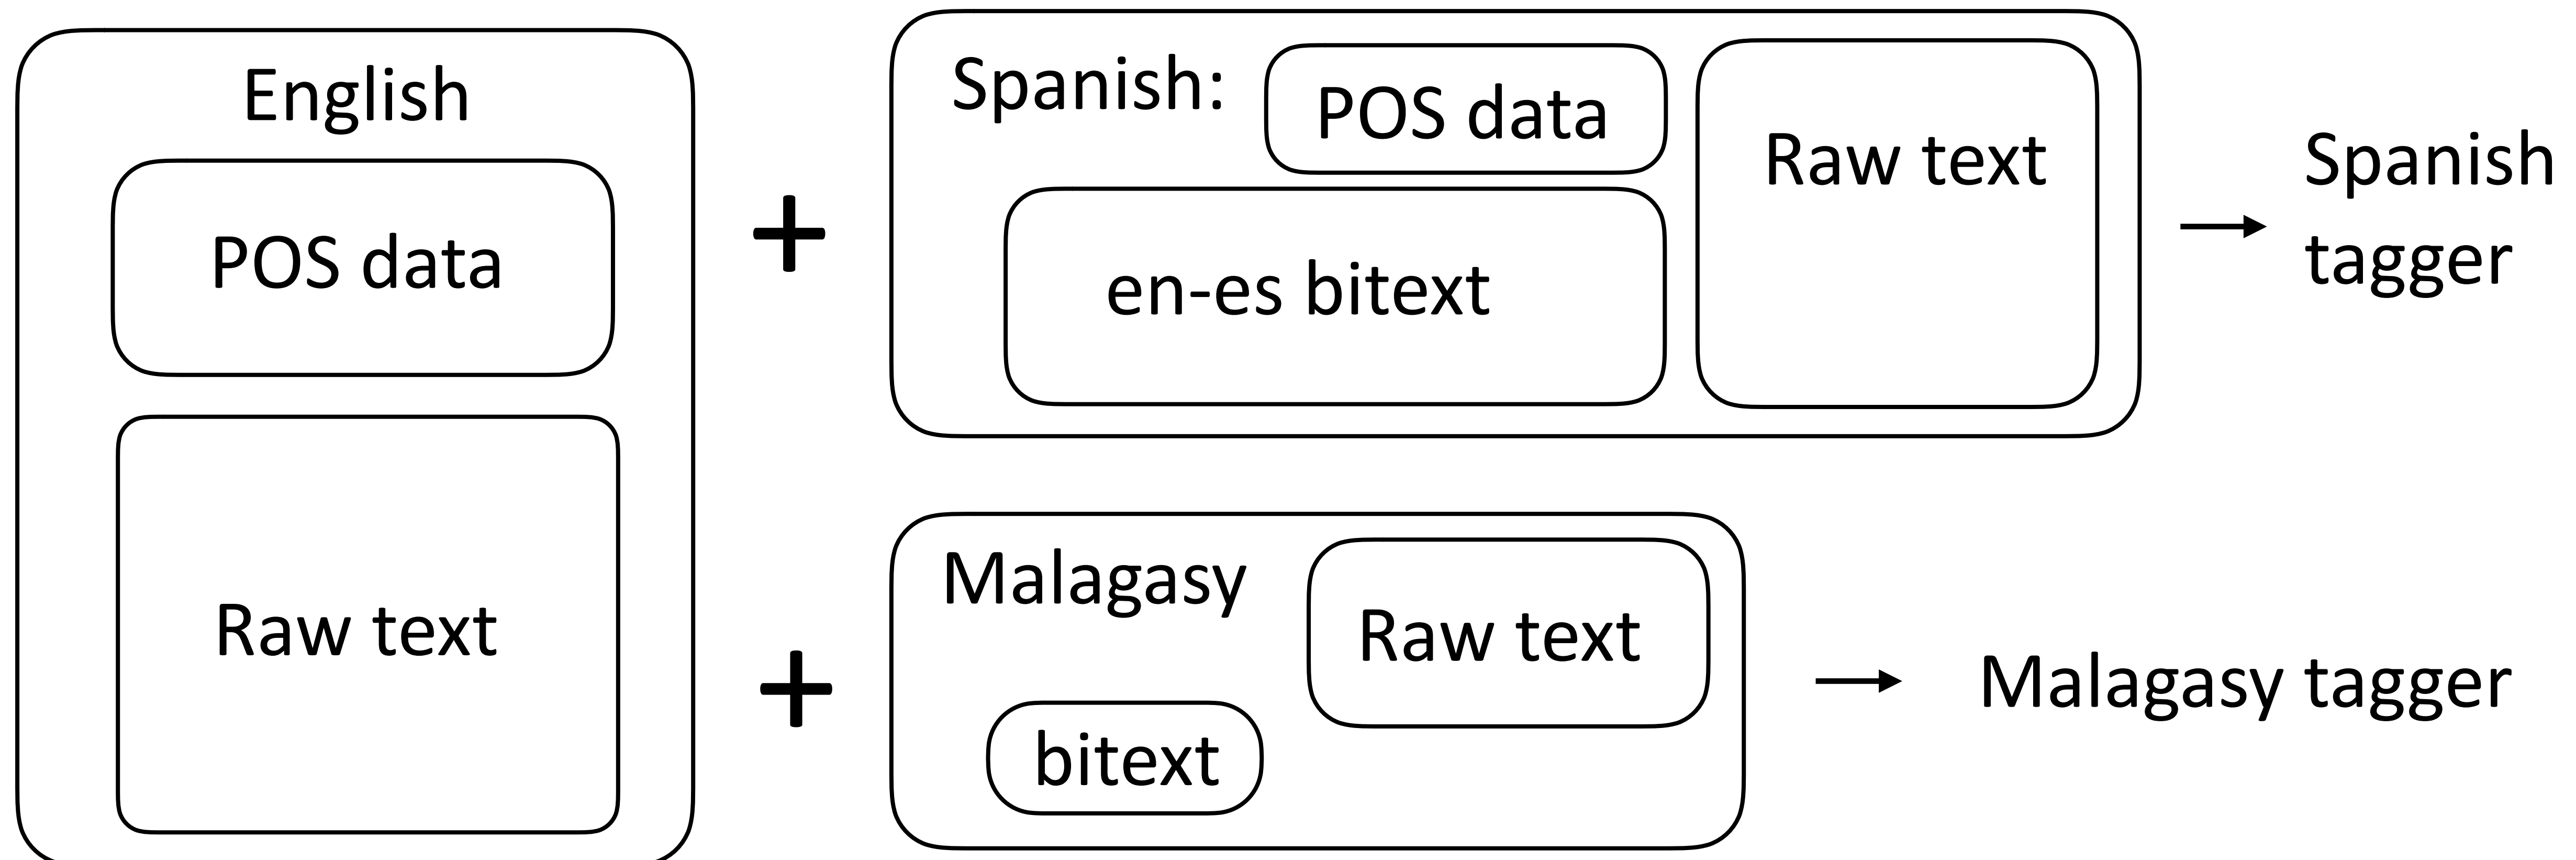 English
POS data
Raw text
+
Spanish:
POS data
Raw text
en-es bitext
Spanish
tagger
+
Malagasy
Raw text
bitext
Malagasy tagger